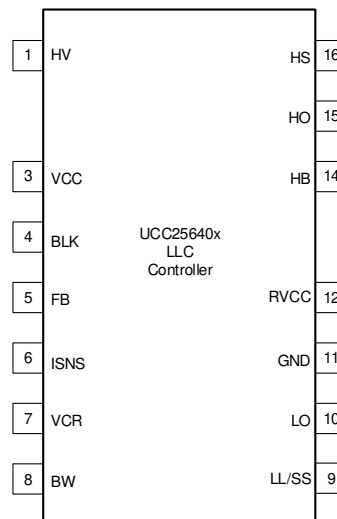 1 HV HS 16
HO 15
3 VCC HB 14
4 BLK
UCC25640x
LLC
Controller
5 FB RVCC 12
6 ISNS GND 11
7 VCR LO 10
8 BW LL/SS 9